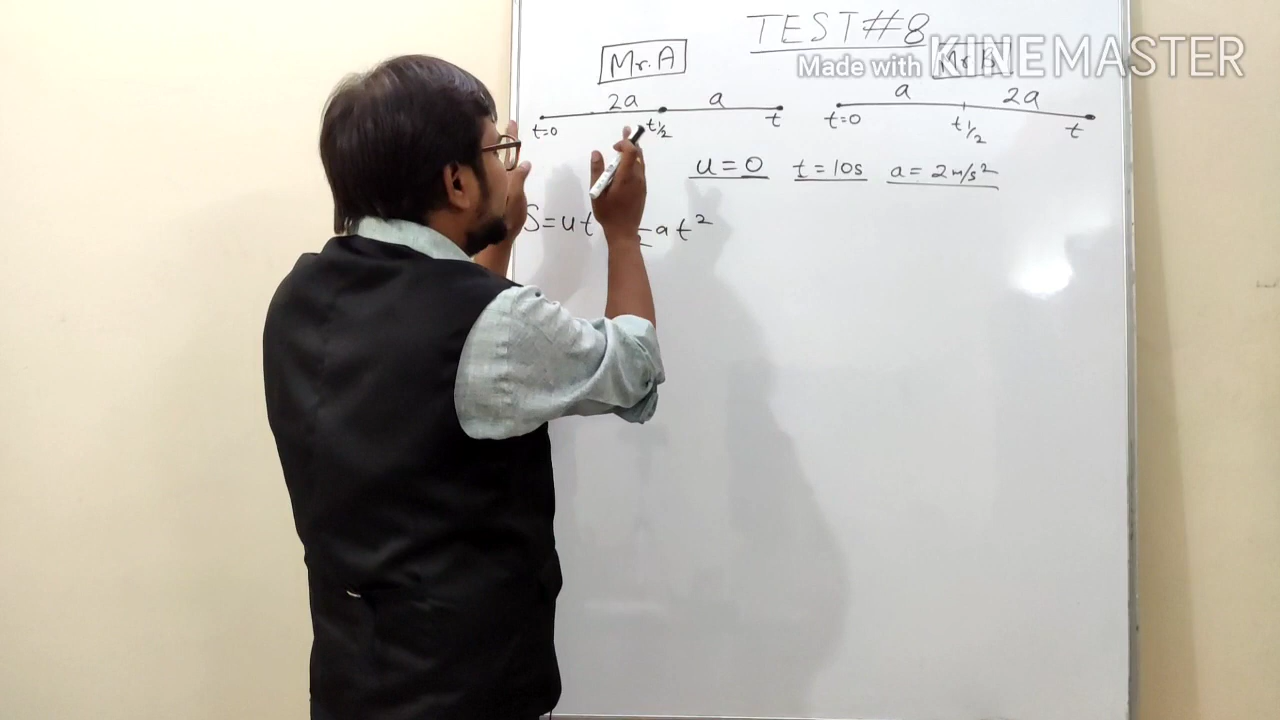 TEST#8
Made with KINEMASTER
Mr. A
Mr. B
2a a
t=0 t1/2 t
a 2a
t=0 t1/2 t
u=0 t=10s a=2m/s²
S=ut at²